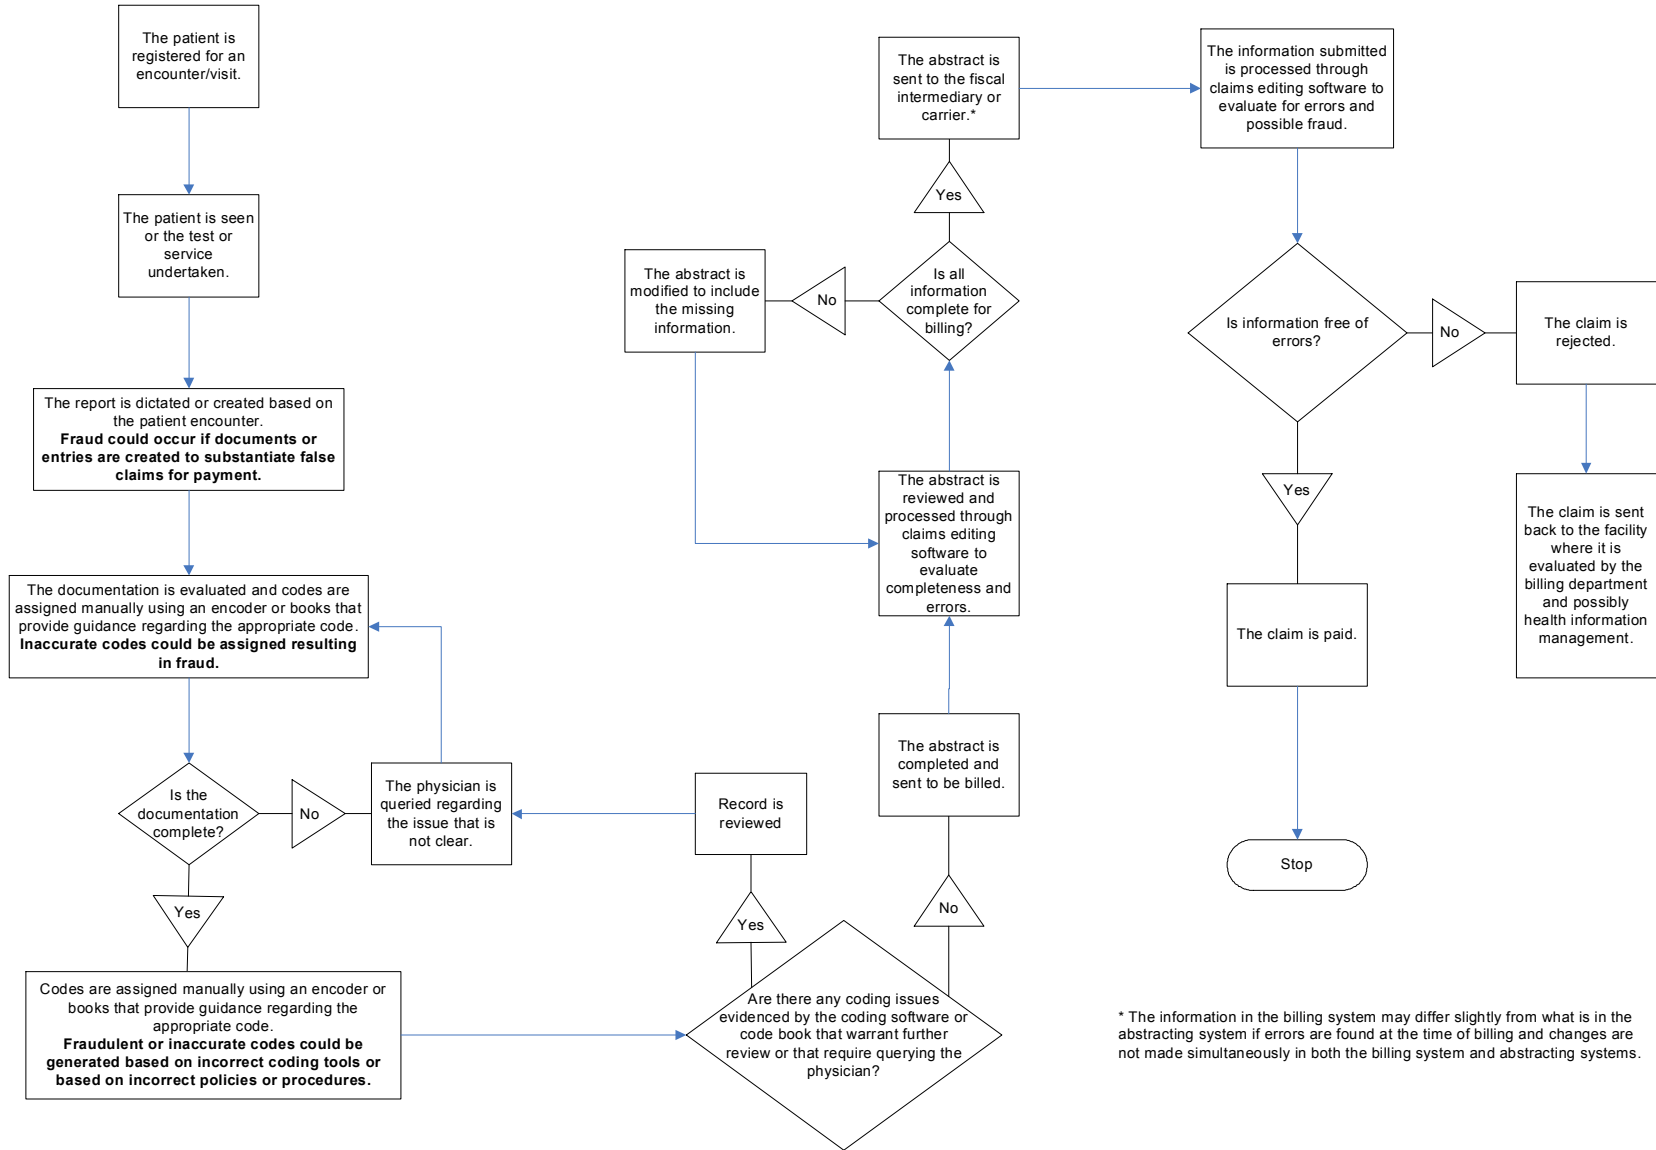 The patient is
registered for an
encounter/visit.
The patient is seen
or the test or
service
undertaken.
The report is dictated or created based on
the patient encounter.
Fraud could occur if documents or
entries are created to substantiate false
claims for payment.
The documentation is evaluated and codes are
assigned manually using an encoder or books that
provide guidance regarding the appropriate code.
Inaccurate codes could be assigned resulting
in fraud.
Is the
documentation
complete?
No
The physician is
queried regarding
the issue that is
not clear.
Yes
Codes are assigned manually using an encoder or
books that provide guidance regarding the
appropriate code.
Fraudulent or inaccurate codes could be
generated based on incorrect coding tools or
based on incorrect policies or procedures.
Are there any coding issues
evidenced by the coding software or
code book that warrant further
review or that require querying the
physician?
Yes
Record is
reviewed
No
The abstract is
completed and
sent to be billed.
The abstract is
reviewed and
processed through
claims editing
software to
evaluate
completeness and
errors.
Is all
information
complete for
billing?
No
The abstract is
modified to include
the missing
information.
Yes
The abstract is
sent to the fiscal
intermediary or
carrier.*
The information submitted
is processed through
claims editing software to
evaluate for errors and
possible fraud.
Is information free of
errors?
No
The claim is
rejected.
The claim is sent
back to the facility
where it is
evaluated by the
billing department
and possibly
health information
management.
Yes
The claim is paid.
Stop
* The information in the billing system may differ slightly from what is in the
abstracting system if errors are found at the time of billing and changes are
not made simultaneously in both the billing system and abstracting systems.